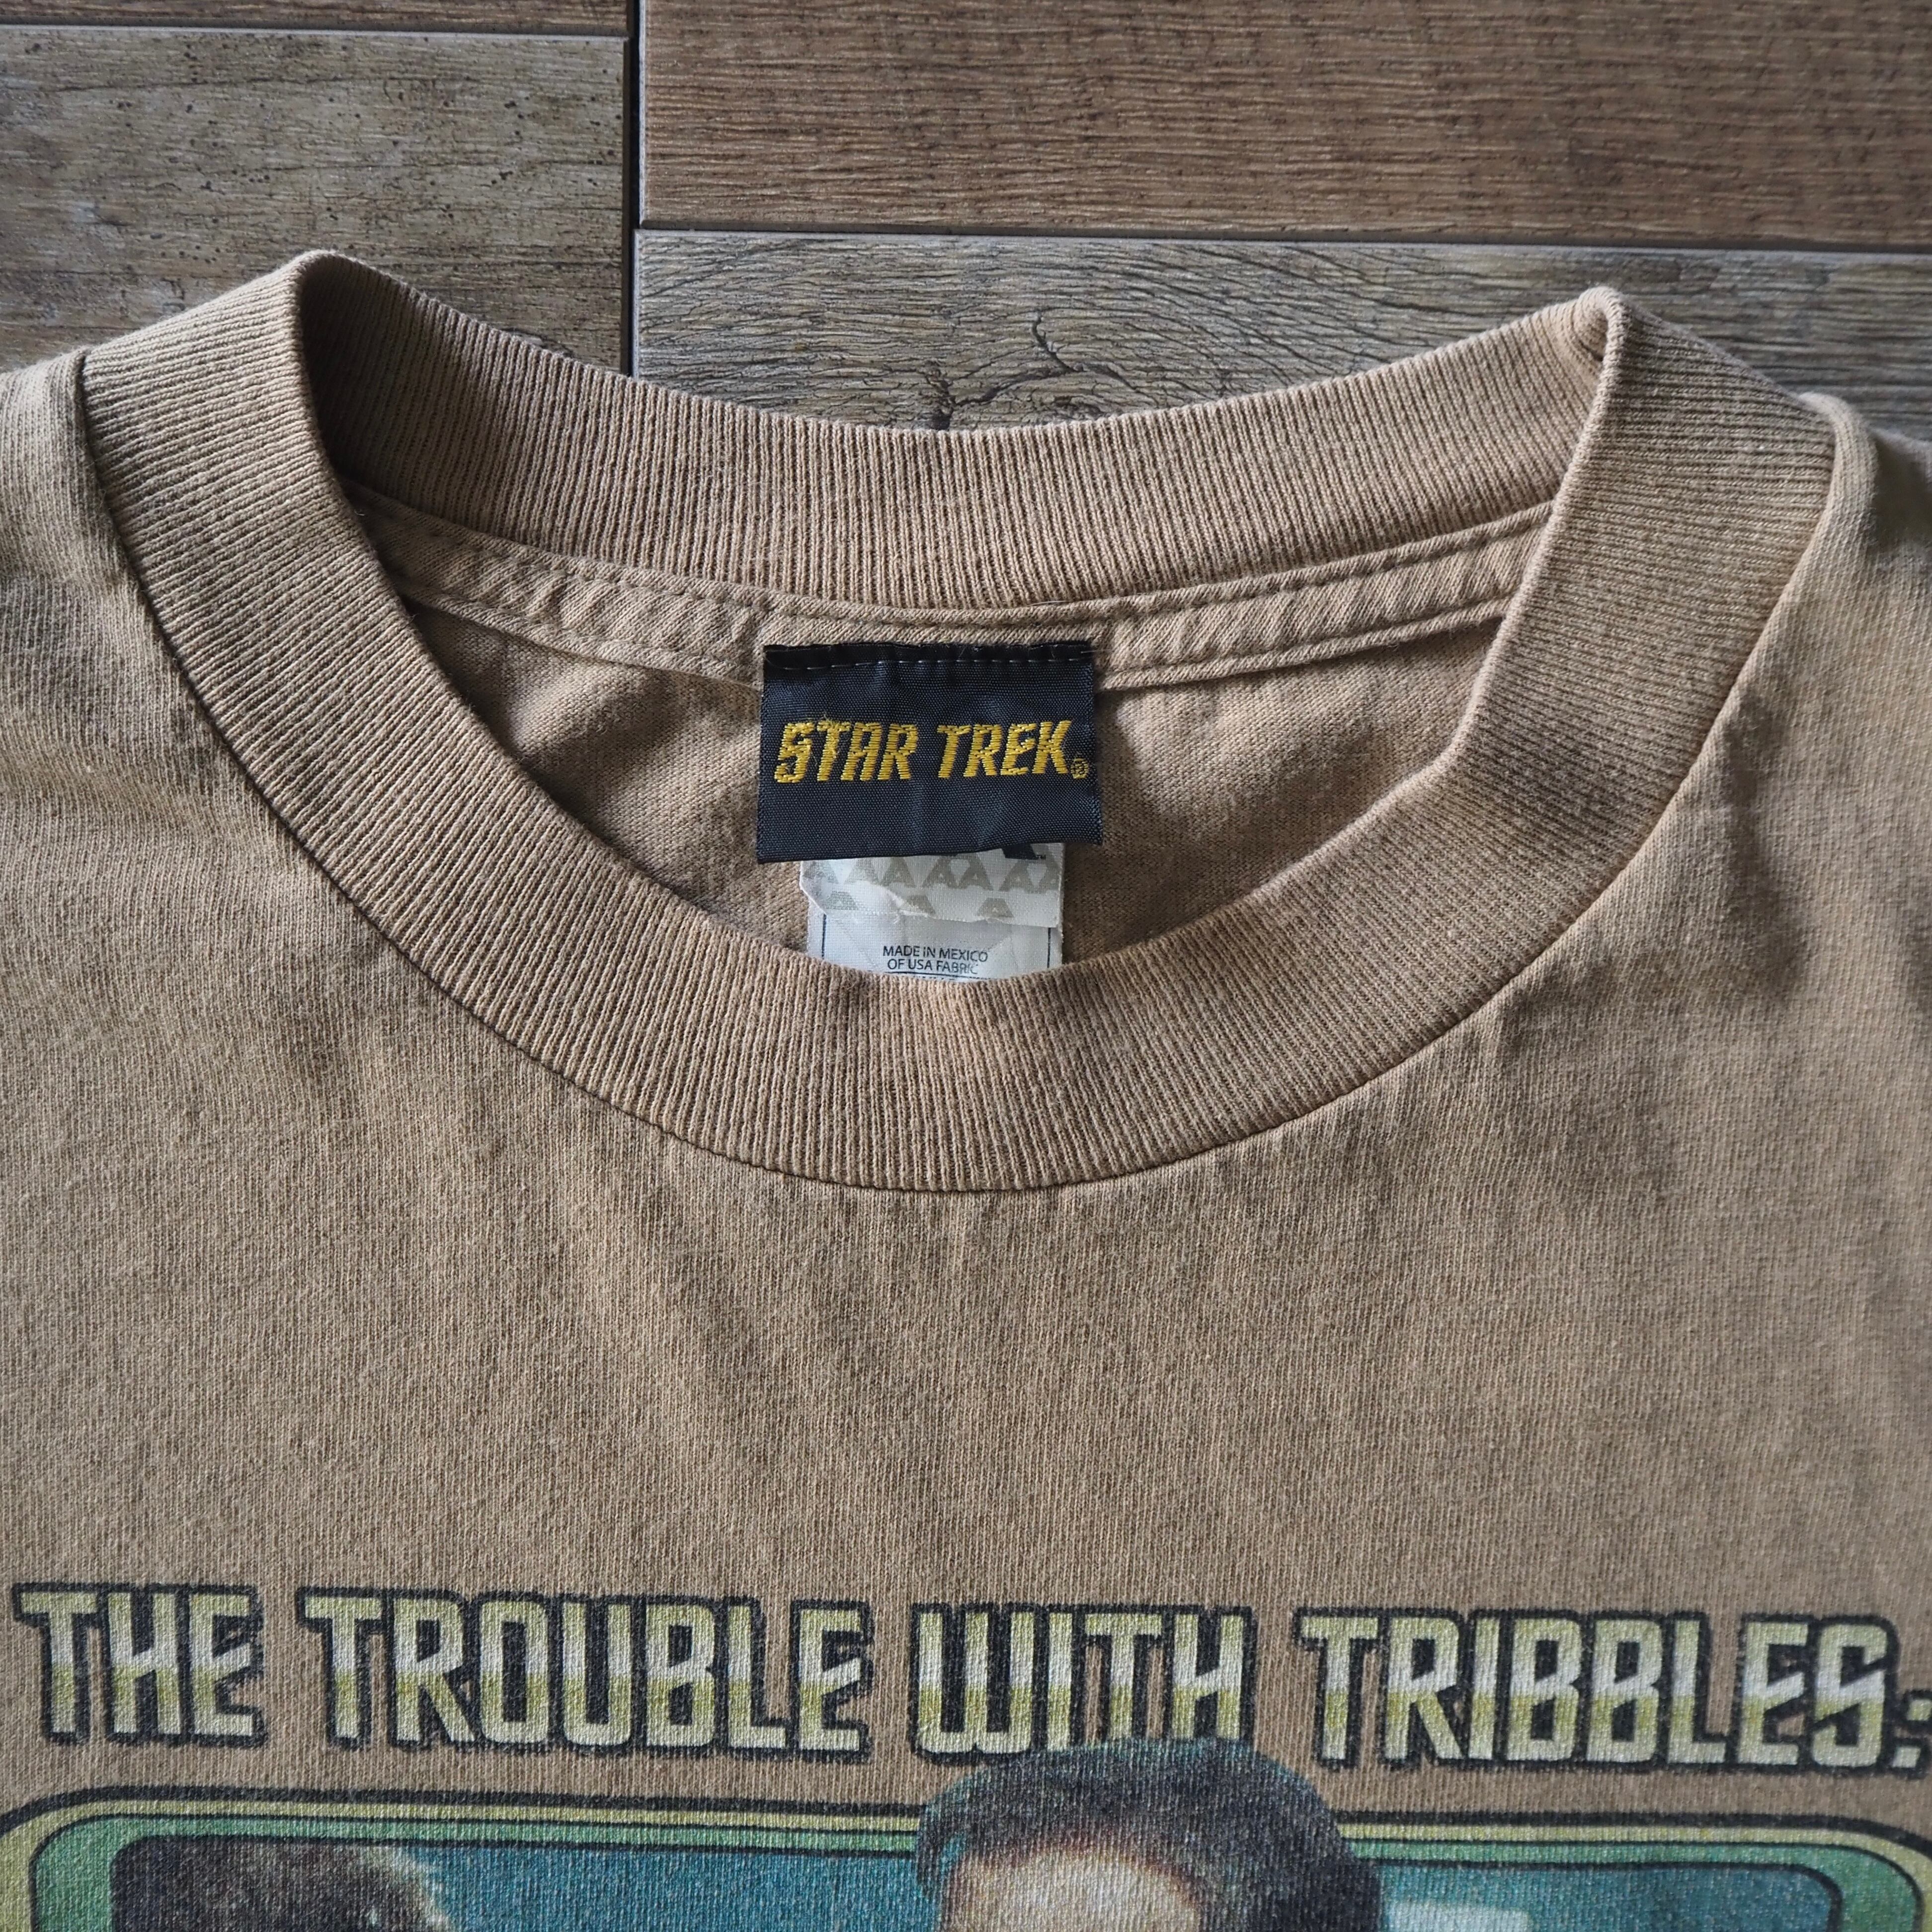 STAR TREK®
MADE IN MEXICO
OF USA FABRIC
THE TROUBLE WITH TRIBBLES: